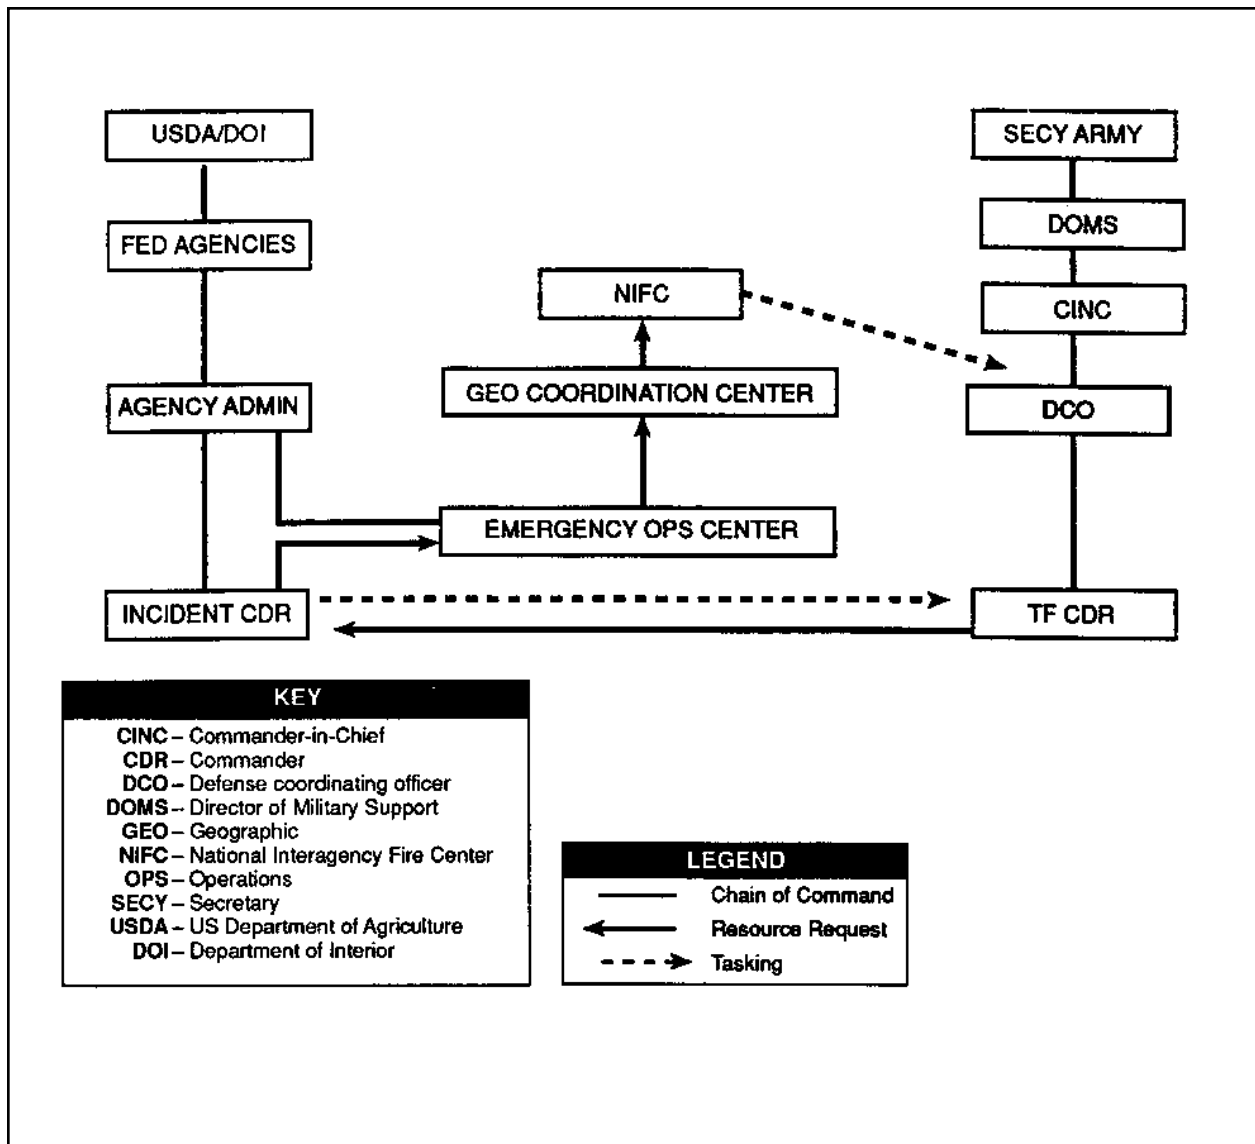 USDA/DOI
SECY ARMY
FED AGENCIES
DOMS
NIFC
CINC
AGENCY ADMIN
GEO COORDINATION CENTER
DCO
EMERGENCY OPS CENTER
INCIDENT CDR
TF CDR
KEY
CINC – Commander-in-Chief
CDR – Commander
DCO – Defense coordinating officer
DOMS – Director of Military Support
GEO – Geographic
NIFC – National Interagency Fire Center
OPS – Operations
SECY – Secretary
USDA – US Department of Agriculture
DOI – Department of Interior
LEGEND
Chain of Command
Resource Request
Tasking